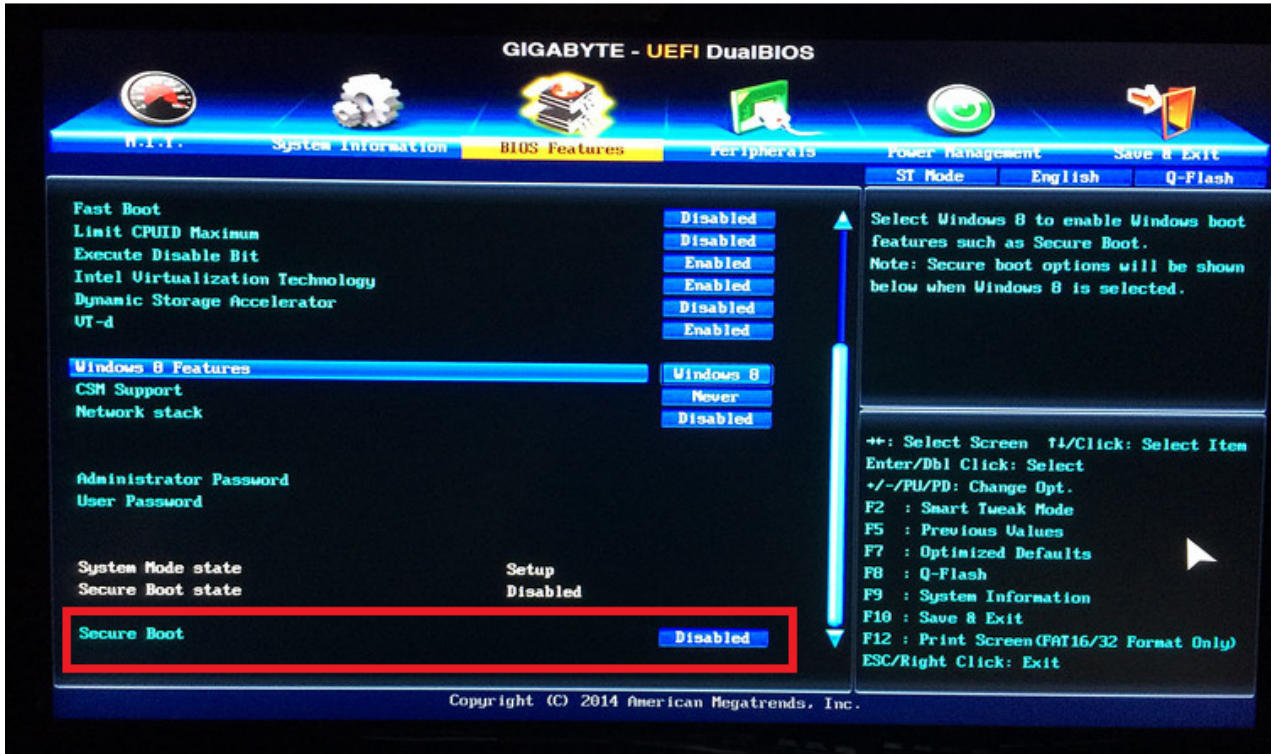 GIGABYTE - UEFI DualBIOS
M.I.T. System Information BIOS Features Peripherals Power Management Save & Exit
ST Mode English Q-Flash
Fast Boot Disabled
Limit CPUID Maximum Disabled
Execute Disable Bit Enabled
Intel Virtualization Technology Enabled
Dynamic Storage Accelerator Disabled
VT-d Enabled
Windows 8 Features Windows 8
CSM Support Never
Network stack Disabled
Administrator Password
User Password
System Mode state Setup
Secure Boot state Disabled
Secure Boot Disabled
Select Windows 8 to enable Windows boot
features such as Secure Boot.
Note: Secure boot options will be shown
below when Windows 8 is selected.
→←: Select Screen ↑↓/Click: Select Item
Enter/Dbl Click: Select
+/-/PU/PD: Change Opt.
F2 : Smart Tweak Mode
F5 : Previous Values
F7 : Optimized Defaults
F8 : Q-Flash
F9 : System Information
F10 : Save & Exit
F12 : Print Screen(FAT16/32 Format Only)
ESC/Right Click: Exit
Copyright (C) 2014 American Megatrends, Inc.